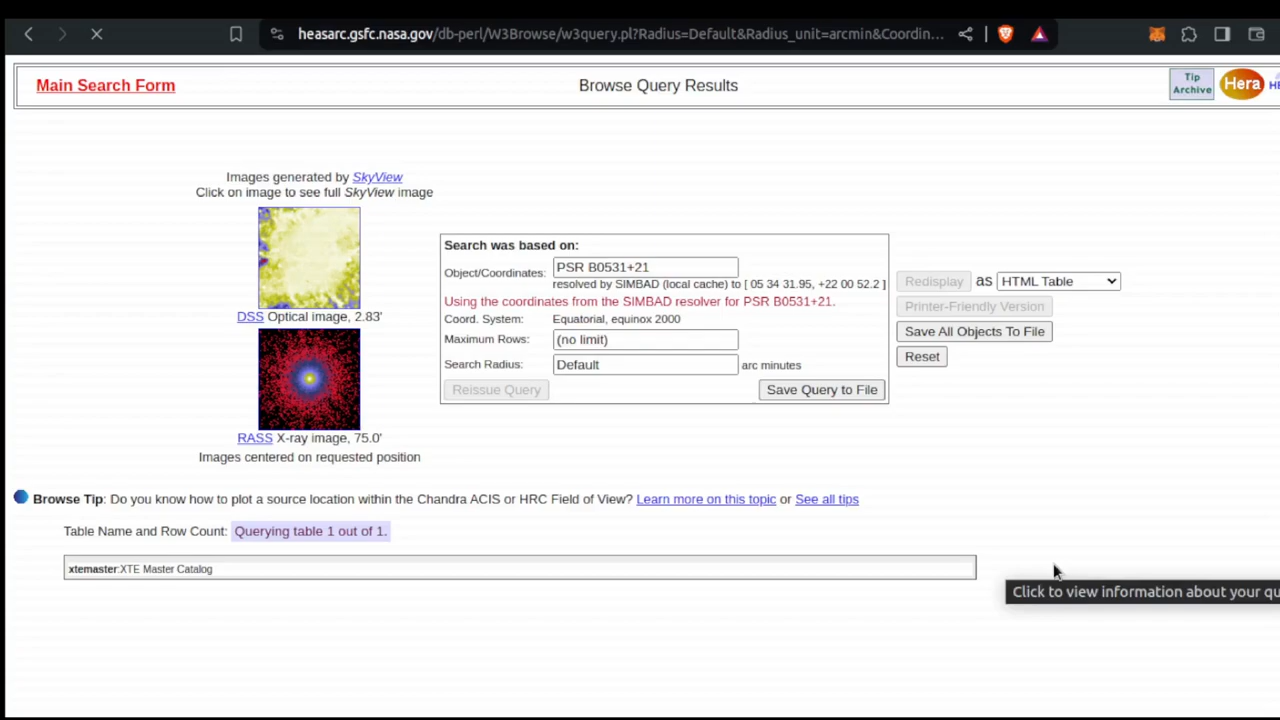 heasarc.gsfc.nasa.gov/db-perl/W3Browse/w3query.pl?Radius=Default&Radius_unit=arcmin&Coordin...
Main Search Form
Browse Query Results
Tip
Archive
Hera
Images generated by SkyView
Click on image to see full SkyView image
DSS Optical image, 2.83'
RASS X-ray image, 75.0'
Images centered on requested position
Search was based on:
Object/Coordinates: PSR B0531+21
resolved by SIMBAD (local cache) to [ 05 34 31.95, +22 00 52.2 ]
Using the coordinates from the SIMBAD resolver for PSR B0531+21.
Coord. System: Equatorial, equinox 2000
Maximum Rows: (no limit)
Search Radius: Default arc minutes
Reissue Query Save Query to File
Redisplay as HTML Table
Printer-Friendly Version
Save All Objects To File
Reset
Browse Tip: Do you know how to plot a source location within the Chandra ACIS or HRC Field of View? Learn more on this topic or See all tips
Table Name and Row Count: Querying table 1 out of 1.
xtemaster:XTE Master Catalog
Click to view information about your qu